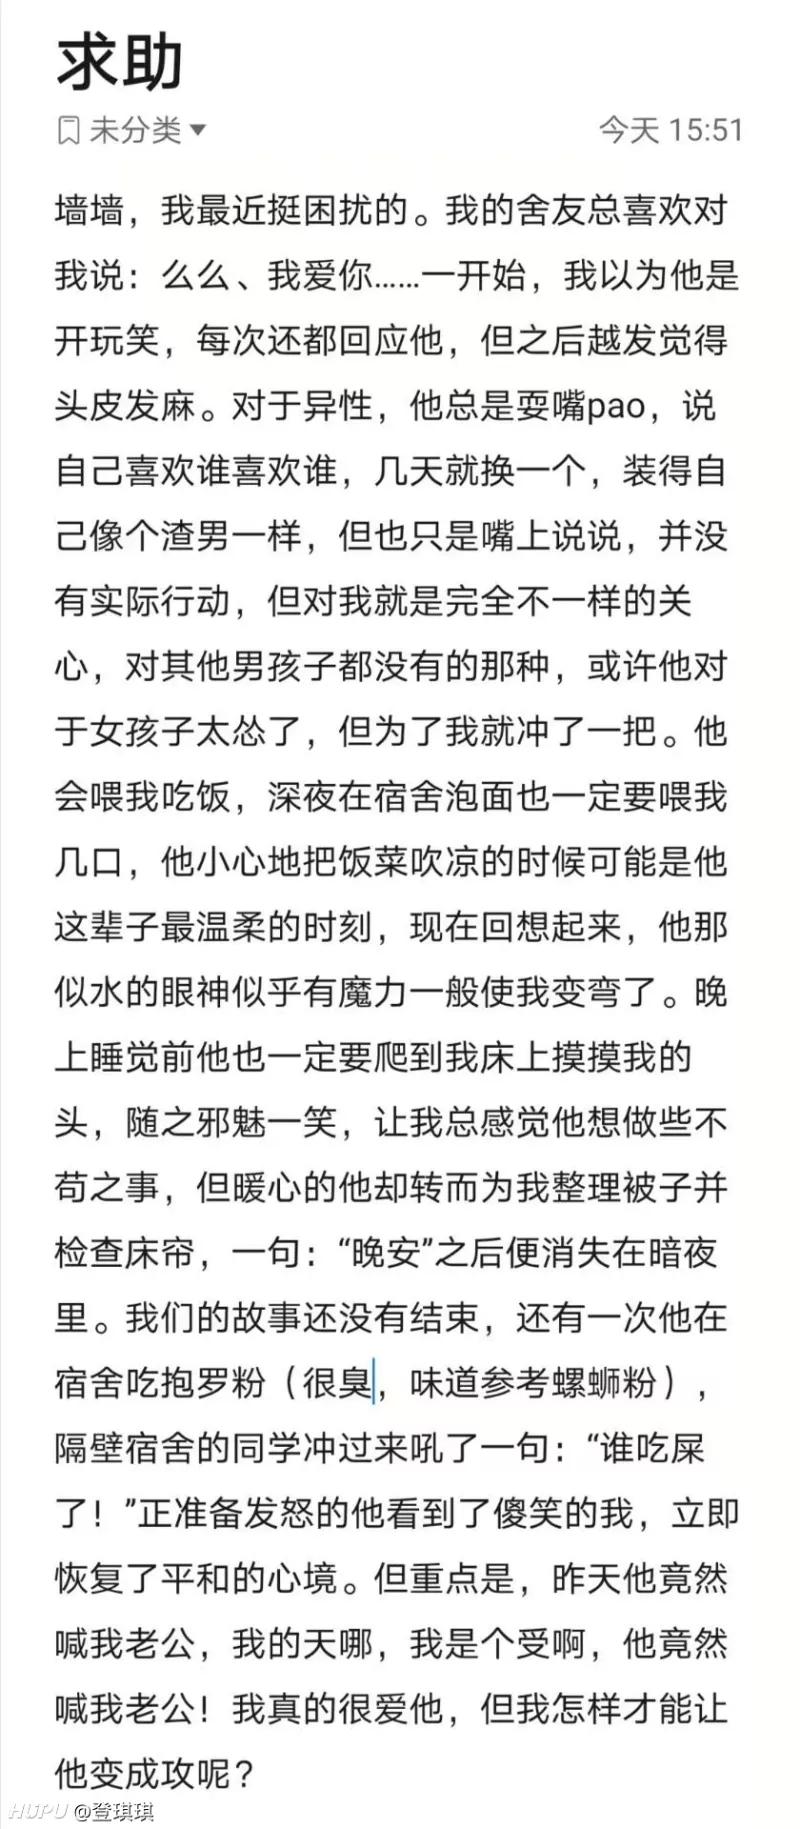 求助
未分类 今天 15:51
墙墙，我最近挺困扰的。我的舍友总喜欢对
我说：么么、我爱你……一开始，我以为他是
开玩笑，每次还都回应他，但之后越发觉得
头皮发麻。对于异性，他总是耍嘴pao，说
自己喜欢谁喜欢谁，几天就换一个，装得自
己像个渣男一样，但也只是嘴上说说，并没
有实际行动，但对我就是完全不一样的关
心，对其他男孩子都没有的那种，或许他对
于女孩子太怂了，但为了我就冲了一把。他
会喂我吃饭，深夜在宿舍泡面也一定要喂我
几口，他小心地把饭菜吹凉的时候可能是他
这辈子最温柔的时刻，现在回想起来，他那
似水的眼神似乎有魔力一般使我变弯了。晚
上睡觉前他也一定要爬到我床上摸摸我的
头，随之邪魅一笑，让我总感觉他想做些不
苟之事，但暖心的他却转而为我整理被子并
检查床帘，一句：“晚安”之后便消失在暗夜
里。我们的故事还没有结束，还有一次他在
宿舍吃抱罗粉（很臭，味道参考螺蛳粉），
隔壁宿舍的同学冲过来吼了一句：“谁吃屎
了！”正准备发怒的他看到了傻笑的我，立即
恢复了平和的心境。但重点是，昨天他竟然
喊我老公，我的天哪，我是个受啊，他竟然
喊我老公！我真的很爱他，但我怎样才能让
他变成攻呢？
HUPU @登琪琪